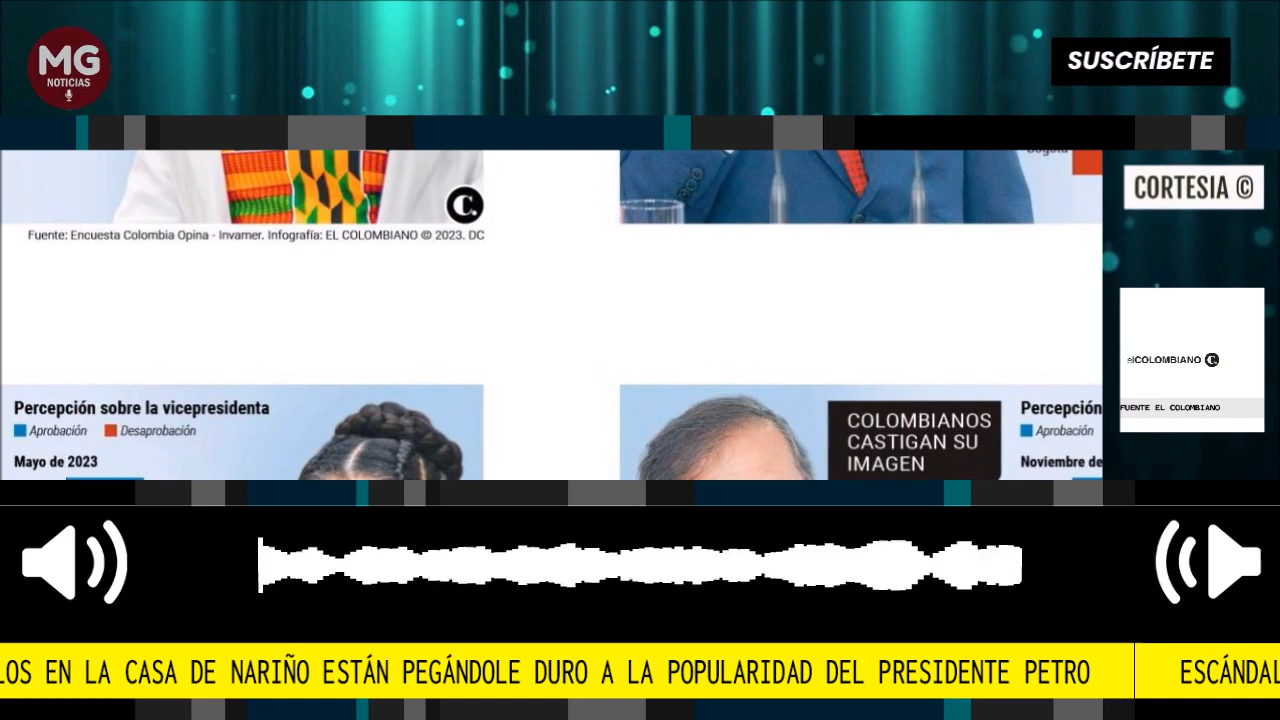 MG
NOTICIAS
SUSCRÍBETE
CORTESIA ©
Fuente: Encuesta Colombia Opina - Invamer. Infografía: EL COLOMBIANO © 2023. DC
elCOLOMBIANO C
FUENTE EL COLOMBIANO
Percepción sobre la vicepresidenta
Aprobación Desaprobación
Mayo de 2023
COLOMBIANOS
CASTIGAN SU
IMAGEN
Percepción
Aprobación
Noviembre de
LOS EN LA CASA DE NARIÑO ESTÁN PEGÁNDOLE DURO A LA POPULARIDAD DEL PRESIDENTE PETRO ESCÁNDAL